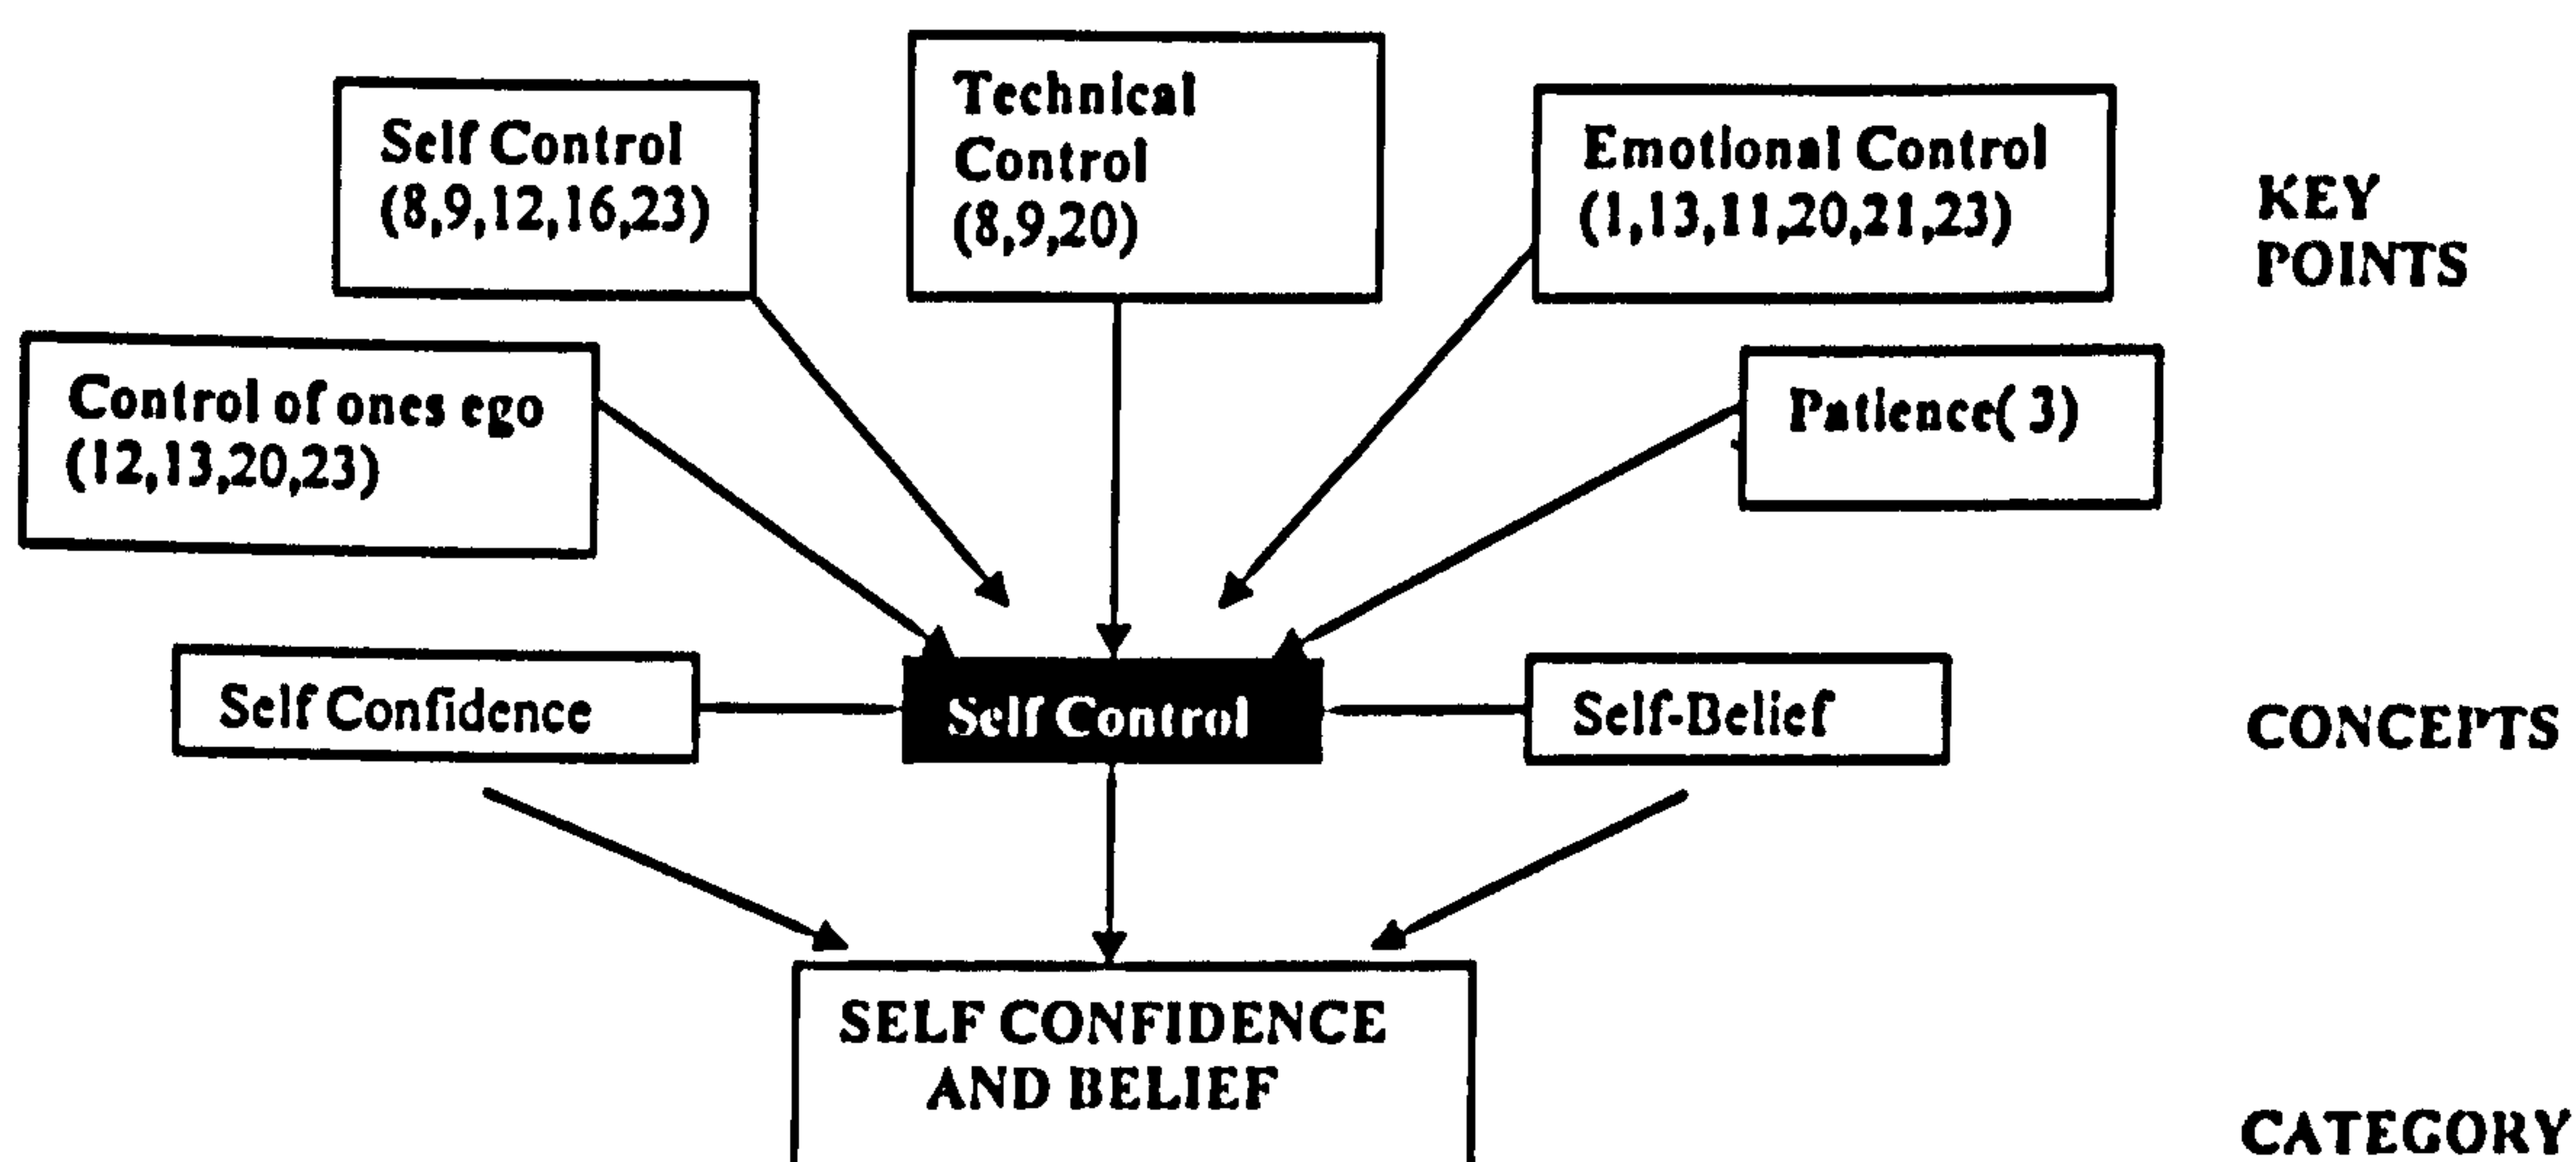 Technical
Control
(8,9,20)
Self Control
(8,9,12,16,23)
Emotional Control
(1,13,11,20,21,23)
KEY
POINTS
Control of ones ego
(12,13,20,23)
Patience( 3)
Self Confidence
Self Control
Self-Belief
CONCEPTS
SELF CONFIDENCE
AND BELIEF
CATEGORY